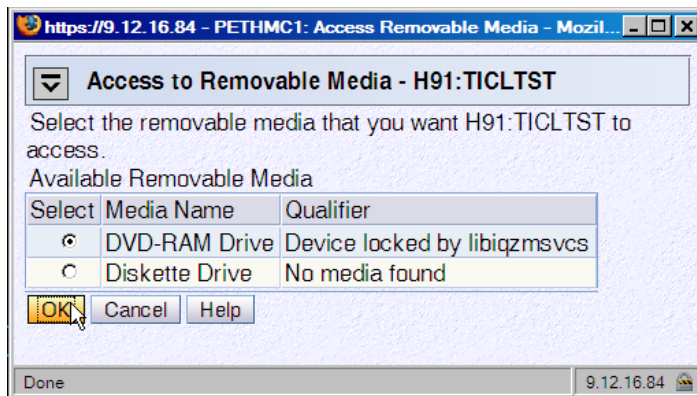 https://9.12.16.84 - PETHMC1: Access Removable Media - Mozil...
Access to Removable Media - H91:TICLTST
Select the removable media that you want H91:TICLTST to
access.
Available Removable Media
Select Media Name Qualifier
DVD-RAM Drive Device locked by libiqzmsvcs
Diskette Drive No media found
OK Cancel Help
Done 9.12.16.84